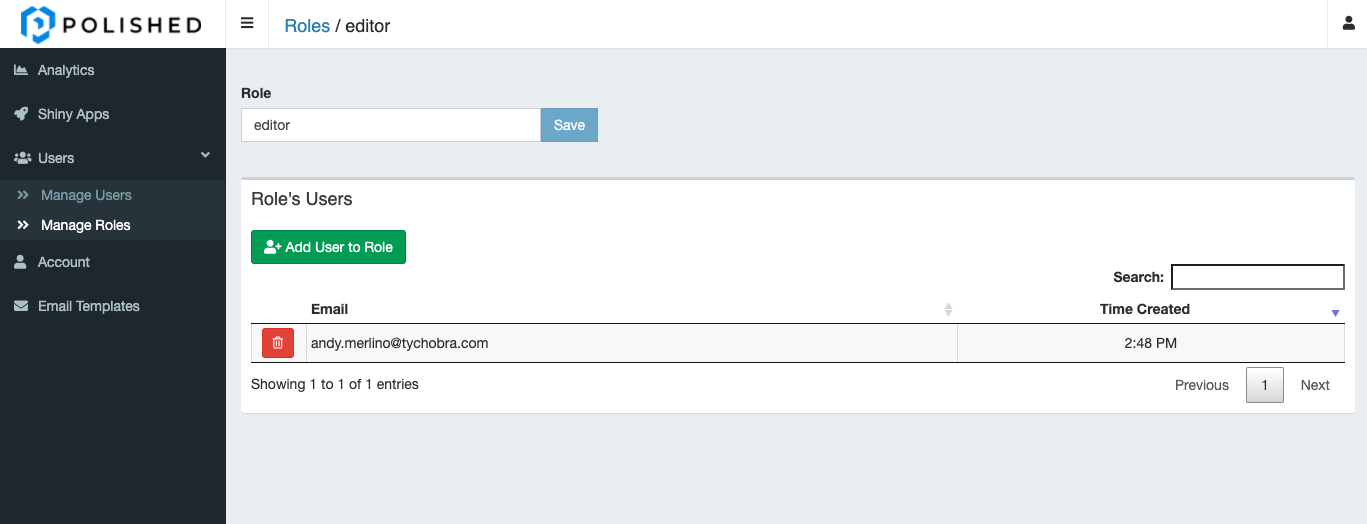 POLISHED
Roles / editor
Analytics
Shiny Apps
Users
Manage Users
Manage Roles
Account
Email Templates
Role
editor
Save
Role's Users
Add User to Role
Search:
Email Time Created
andy.merlino@tychobra.com 2:48 PM
Showing 1 to 1 of 1 entries
Previous 1 Next